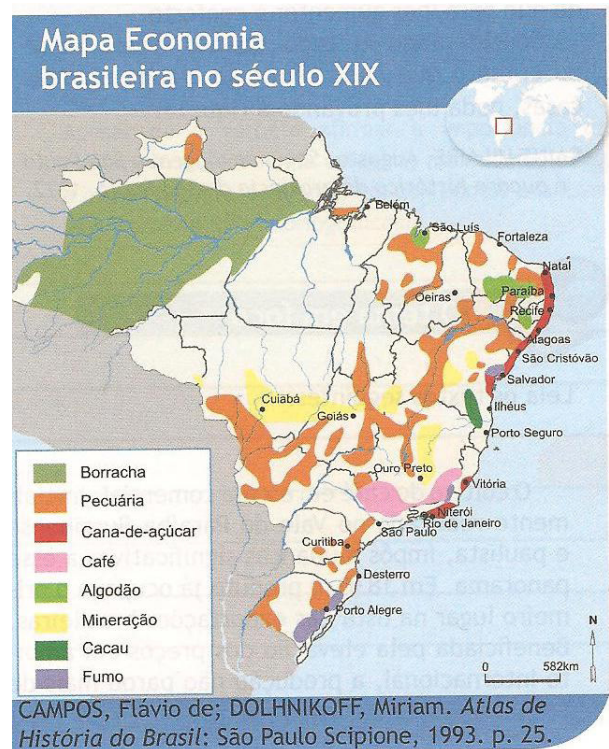 Mapa Economia
brasileira no século XIX
Belém
São Luís
Fortaleza
Natal
Paraíba
Oeiras
Recife
Alagoas
São Cristóvão
Salvador
Cuiabá
Goiás
Ilhéus
Porto Seguro
Ouro Preto
Vitória
Niterói
Rio de Janeiro
São Paulo
Curitiba
Desterro
Porto Alegre
Borracha
Pecuária
Cana-de-açúcar
Café
Algodão
Mineração
Cacau
Fumo
N
0 582km
CAMPOS, Flávio de; DOLHNIKOFF, Miriam. Atlas de
História do Brasil: São Paulo Scipione, 1993. p. 25.